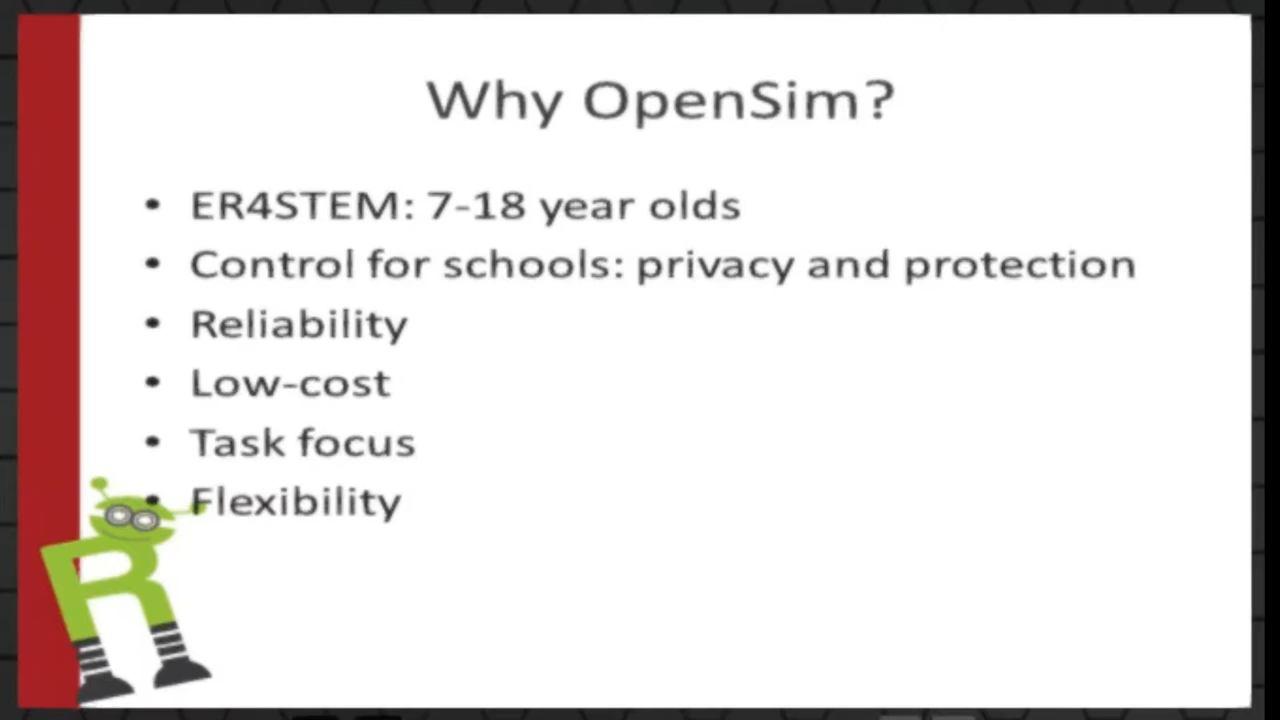 Why OpenSim?
• ER4STEM: 7-18 year olds
• Control for schools: privacy and protection
• Reliability
• Low-cost
• Task focus
• Flexibility